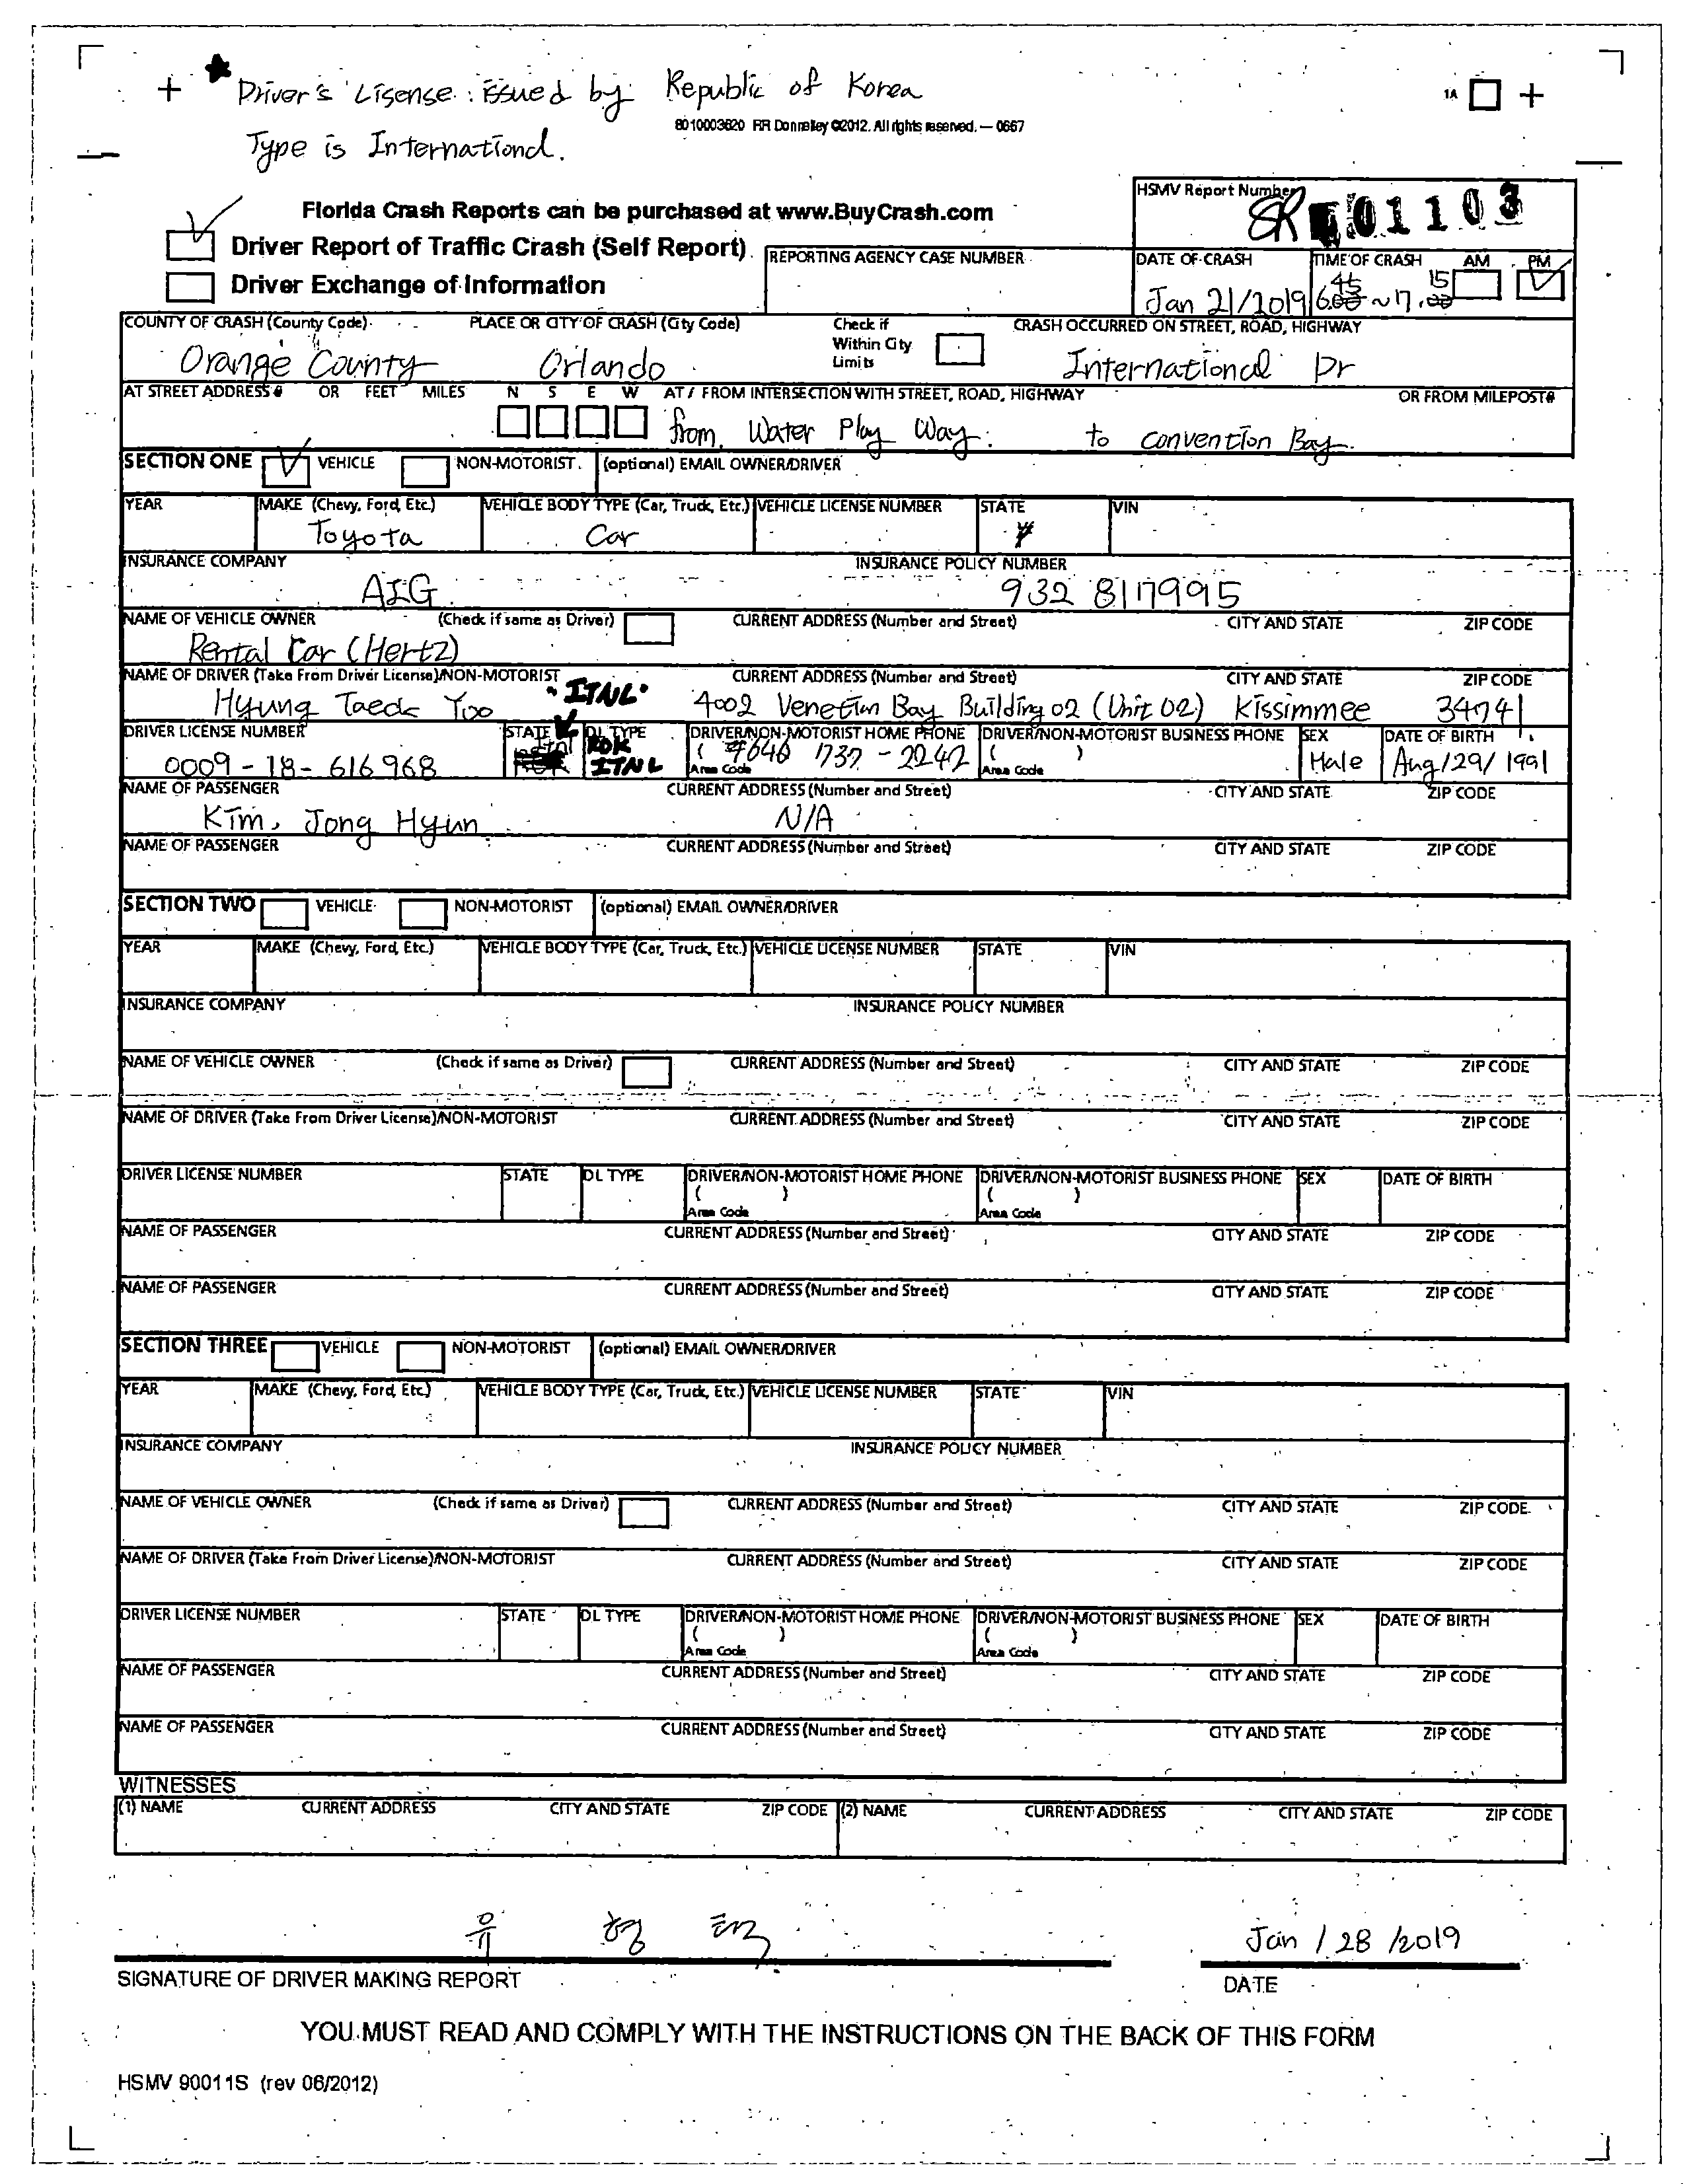 ★ Driver's Lisense : issued by Republic of Korea
1A
8010003620 RR Donnelley ©2012. All rights reserved. — 0667
Type is International.
HSMV Report Number
SR 01103
Florida Crash Reports can be purchased at www.BuyCrash.com
Driver Report of Traffic Crash (Self Report)
Driver Exchange of Information
REPORTING AGENCY CASE NUMBER
DATE OF CRASH TIME OF CRASH AM PM
Jan 21/2019 6:45 ~ 17:15
COUNTY OF CRASH (County Code) PLACE OR CITY OF CRASH (City Code) Check if Within City Limits CRASH OCCURRED ON STREET, ROAD, HIGHWAY
Orange County Orlando International Dr
AT STREET ADDRESS # OR FEET MILES N S E W AT / FROM INTERSECTION WITH STREET, ROAD, HIGHWAY OR FROM MILEPOST#
from Water Play Way. to convention Bay.
SECTION ONE VEHICLE NON-MOTORIST (optional) EMAIL OWNER/DRIVER
YEAR MAKE (Chevy, Ford, Etc.) VEHICLE BODY TYPE (Car, Truck, Etc.) VEHICLE LICENSE NUMBER STATE VIN
Toyota Car
INSURANCE COMPANY INSURANCE POLICY NUMBER
AIG 932 8117995
NAME OF VEHICLE OWNER (Check if same as Driver) CURRENT ADDRESS (Number and Street) CITY AND STATE ZIP CODE
Rental Car (Hertz)
NAME OF DRIVER (Take From Driver License)/NON-MOTORIST CURRENT ADDRESS (Number and Street) CITY AND STATE ZIP CODE
Hyung Taeck Yoo "ITNL" 4002 Venetian Bay Building 02 (Unit 02) Kissimmee 34741
DRIVER LICENSE NUMBER STATE DL TYPE DRIVER/NON-MOTORIST HOME PHONE DRIVER/NON-MOTORIST BUSINESS PHONE SEX DATE OF BIRTH
0009-18-616968 ROK ITNL ( 646 1737-2242 ( ) Male Aug/29/1991
Area Code Area Code
NAME OF PASSENGER CURRENT ADDRESS (Number and Street) CITY AND STATE ZIP CODE
Kim, Jong Hyun N/A
NAME OF PASSENGER CURRENT ADDRESS (Number and Street) CITY AND STATE ZIP CODE
SECTION TWO VEHICLE NON-MOTORIST (optional) EMAIL OWNER/DRIVER
YEAR MAKE (Chevy, Ford, Etc.) VEHICLE BODY TYPE (Car, Truck, Etc.) VEHICLE LICENSE NUMBER STATE VIN
INSURANCE COMPANY INSURANCE POLICY NUMBER
NAME OF VEHICLE OWNER (Check if same as Driver) CURRENT ADDRESS (Number and Street) CITY AND STATE ZIP CODE
NAME OF DRIVER (Take From Driver License)/NON-MOTORIST CURRENT ADDRESS (Number and Street) CITY AND STATE ZIP CODE
DRIVER LICENSE NUMBER STATE DL TYPE DRIVER/NON-MOTORIST HOME PHONE DRIVER/NON-MOTORIST BUSINESS PHONE SEX DATE OF BIRTH
( ) ( )
Area Code Area Code
NAME OF PASSENGER CURRENT ADDRESS (Number and Street) CITY AND STATE ZIP CODE
NAME OF PASSENGER CURRENT ADDRESS (Number and Street) CITY AND STATE ZIP CODE
SECTION THREE VEHICLE NON-MOTORIST (optional) EMAIL OWNER/DRIVER
YEAR MAKE (Chevy, Ford, Etc.) VEHICLE BODY TYPE (Car, Truck, Etc.) VEHICLE LICENSE NUMBER STATE VIN
INSURANCE COMPANY INSURANCE POLICY NUMBER
NAME OF VEHICLE OWNER (Check if same as Driver) CURRENT ADDRESS (Number and Street) CITY AND STATE ZIP CODE
NAME OF DRIVER (Take From Driver License)/NON-MOTORIST CURRENT ADDRESS (Number and Street) CITY AND STATE ZIP CODE
DRIVER LICENSE NUMBER STATE DL TYPE DRIVER/NON-MOTORIST HOME PHONE DRIVER/NON-MOTORIST BUSINESS PHONE SEX DATE OF BIRTH
( ) ( )
Area Code Area Code
NAME OF PASSENGER CURRENT ADDRESS (Number and Street) CITY AND STATE ZIP CODE
NAME OF PASSENGER CURRENT ADDRESS (Number and Street) CITY AND STATE ZIP CODE
WITNESSES
(1) NAME CURRENT ADDRESS CITY AND STATE ZIP CODE (2) NAME CURRENT ADDRESS CITY AND STATE ZIP CODE
유 형 택 Jan / 28 /2019
SIGNATURE OF DRIVER MAKING REPORT DATE
YOU MUST READ AND COMPLY WITH THE INSTRUCTIONS ON THE BACK OF THIS FORM
HSMV 90011S (rev 06/2012)